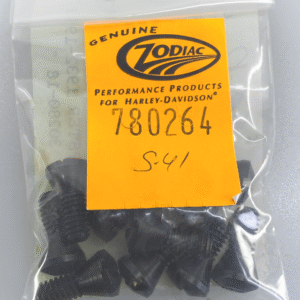 GENUINE
ZODIAC
PERFORMANCE PRODUCTS
FOR HARLEY-DAVIDSON®
780264
S-41